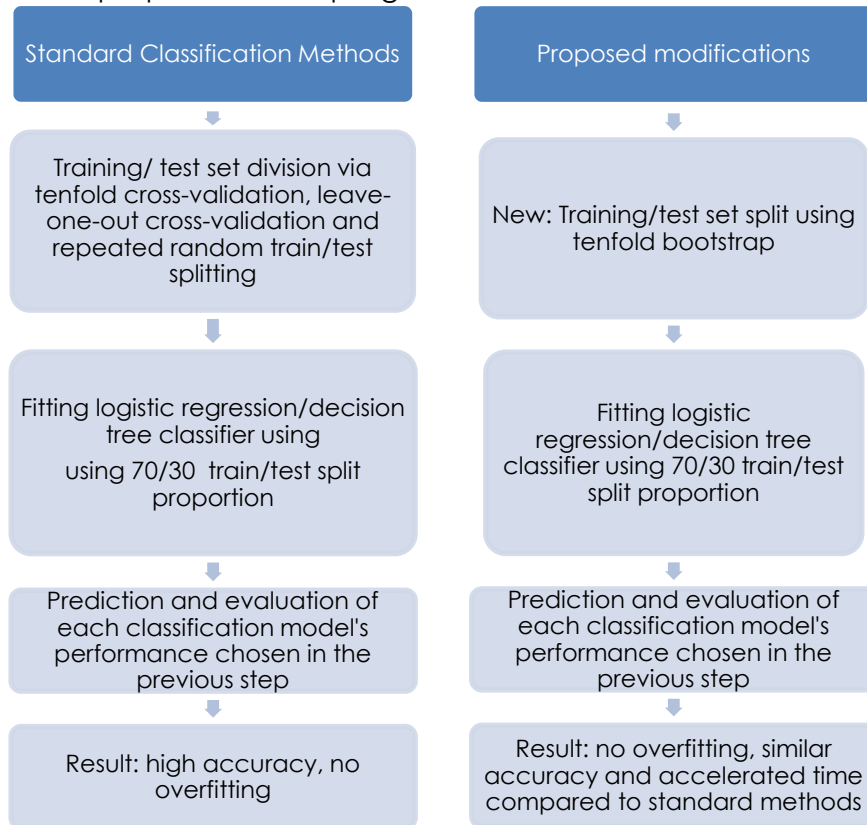 Standard Classification Methods
Training/ test set division via
tenfold cross-validation, leave-
one-out cross-validation and
repeated random train/test
splitting
Fitting logistic regression/decision
tree classifier using
using 70/30 train/test split
proportion
Prediction and evaluation of
each classification model's
performance chosen in the
previous step
Result: high accuracy, no
overfitting
Proposed modifications
New: Training/test set split using
tenfold bootstrap
Fitting logistic
regression/decision tree
classifier using 70/30 train/test
split proportion
Prediction and evaluation of
each classification model's
performance chosen in the
previous step
Result: no overfitting, similar
accuracy and accelerated time
compared to standard methods